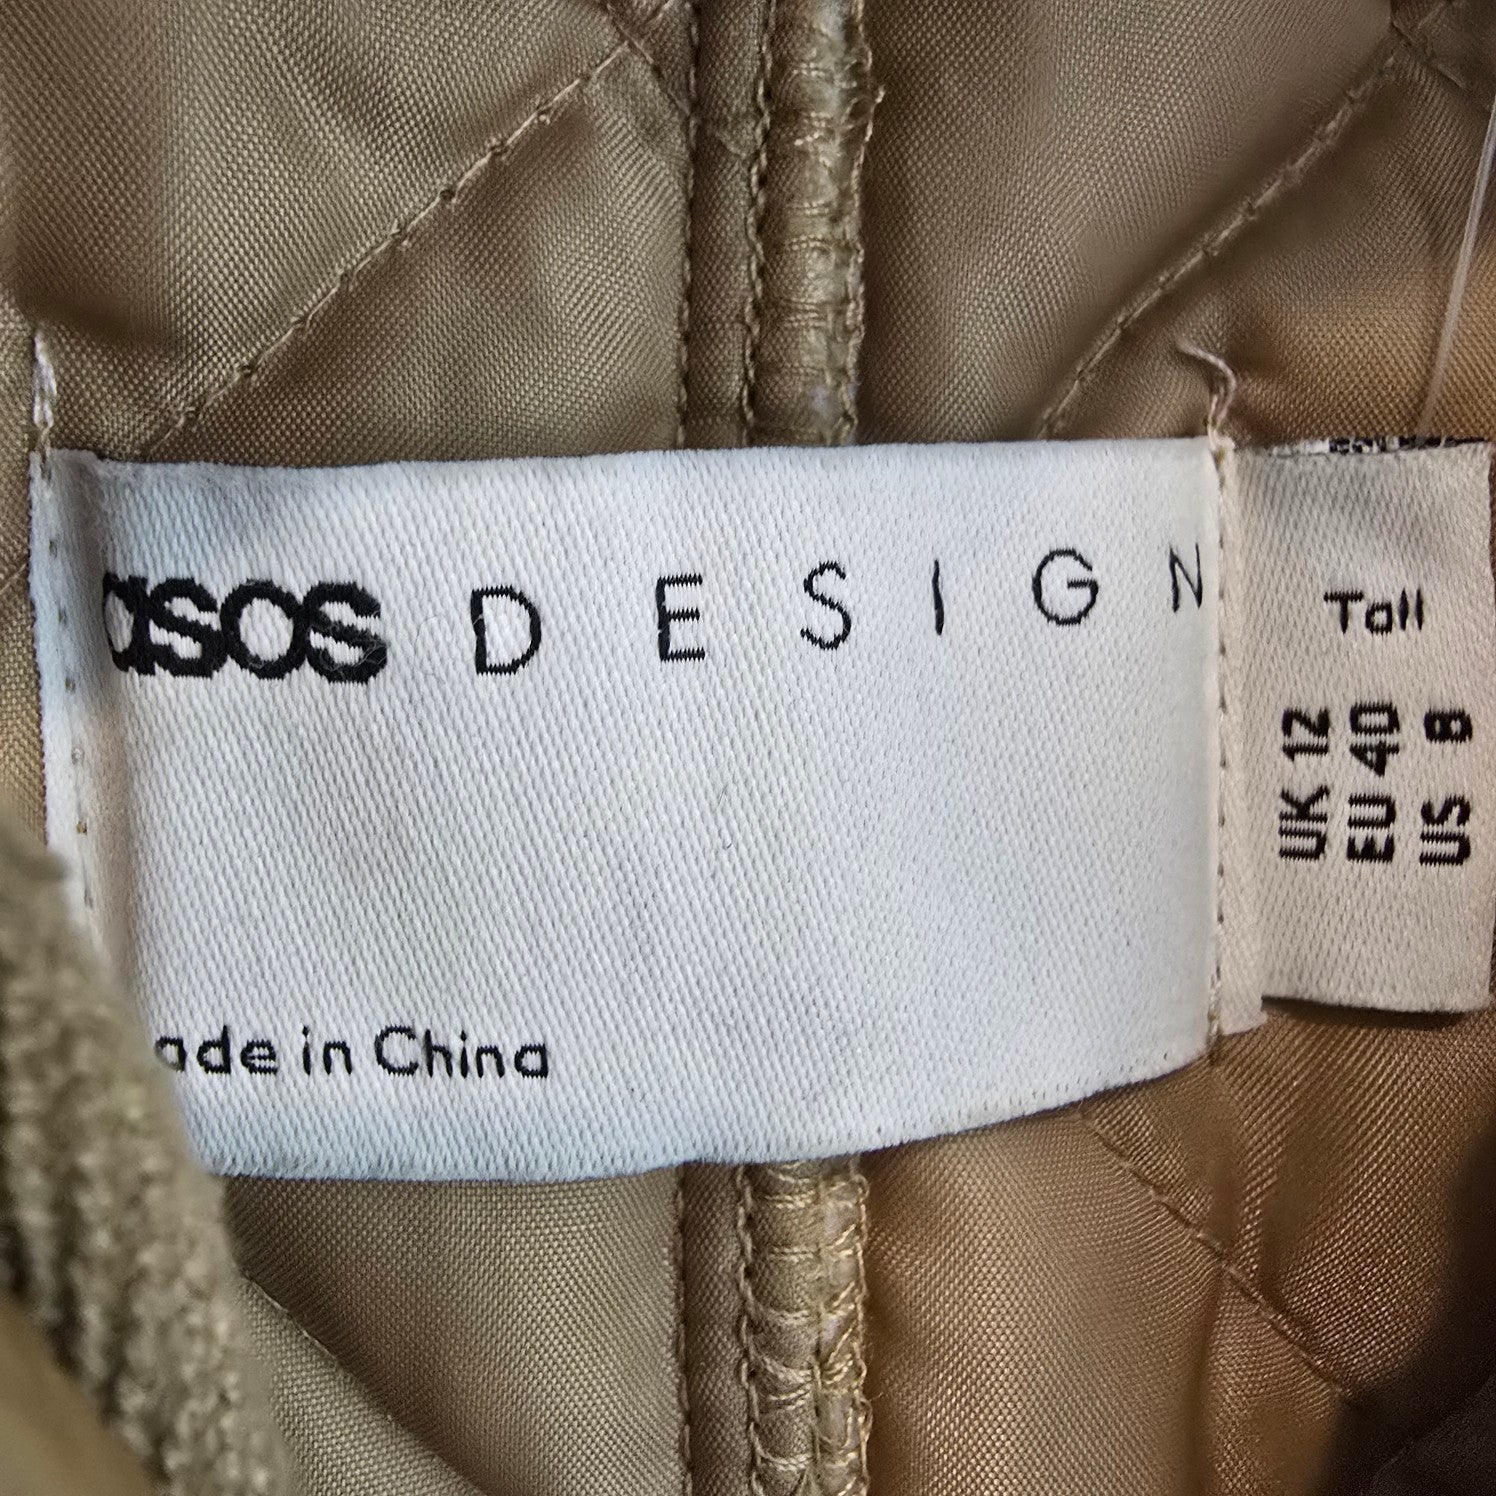 asos DESIGN
ade in China
Tall
UK 12
EU 40
US 8